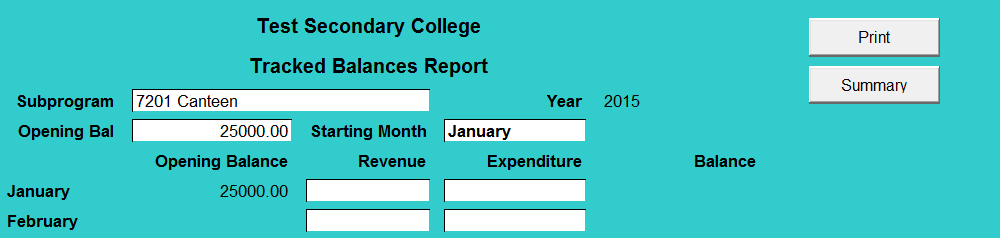 Test Secondary College
Print
Tracked Balances Report
Summary
Subprogram 7201 Canteen Year 2015
Opening Bal 25000.00 Starting Month January
Opening Balance Revenue Expenditure Balance
January 25000.00
February